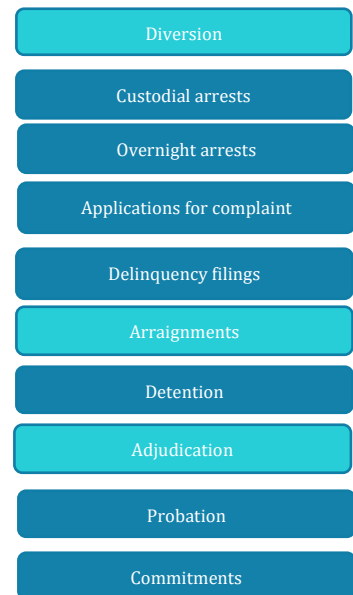 Diversion
Custodial arrests
Overnight arrests
Applications for complaint
Delinquency filings
Arraignments
Detention
Adjudication
Probation
Commitments